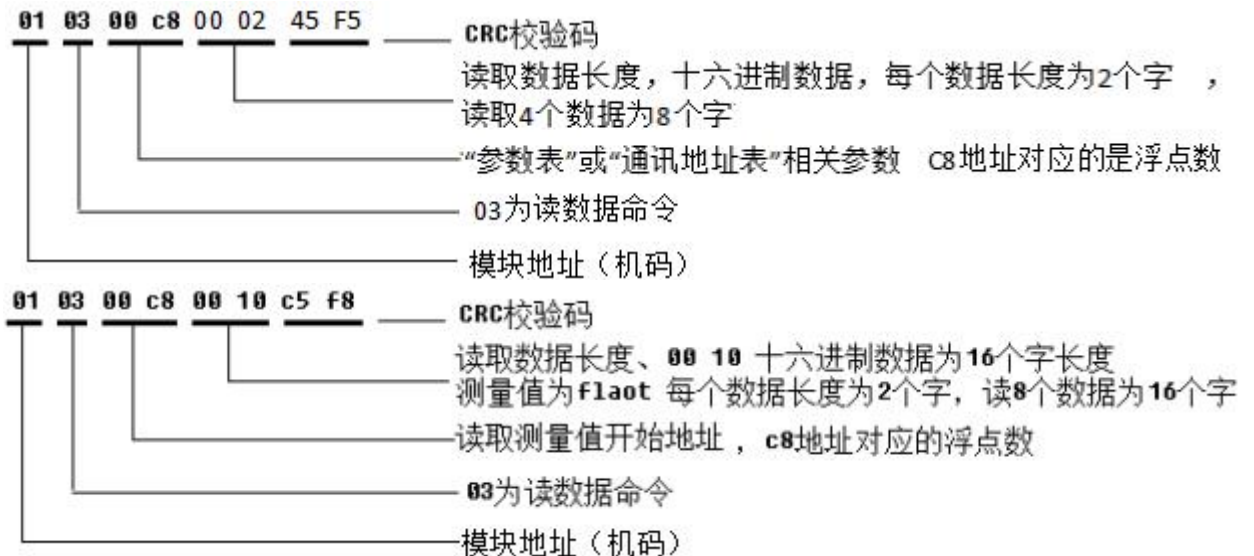 01 03 00 c8 00 02 45 F5 CRC校验码
读取数据长度，十六进制数据，每个数据长度为2个字 ，
读取4个数据为8个字
“参数表”或“通讯地址表”相关参数 C8地址对应的是浮点数
03为读数据命令
模块地址（机码）
01 03 00 c8 00 10 c5 f8 CRC校验码
读取数据长度、00 10 十六进制数据为16个字长度
测量值为flaot 每个数据长度为2个字，读8个数据为16个字
读取测量值开始地址，c8地址对应的浮点数
03为读数据命令
模块地址（机码）